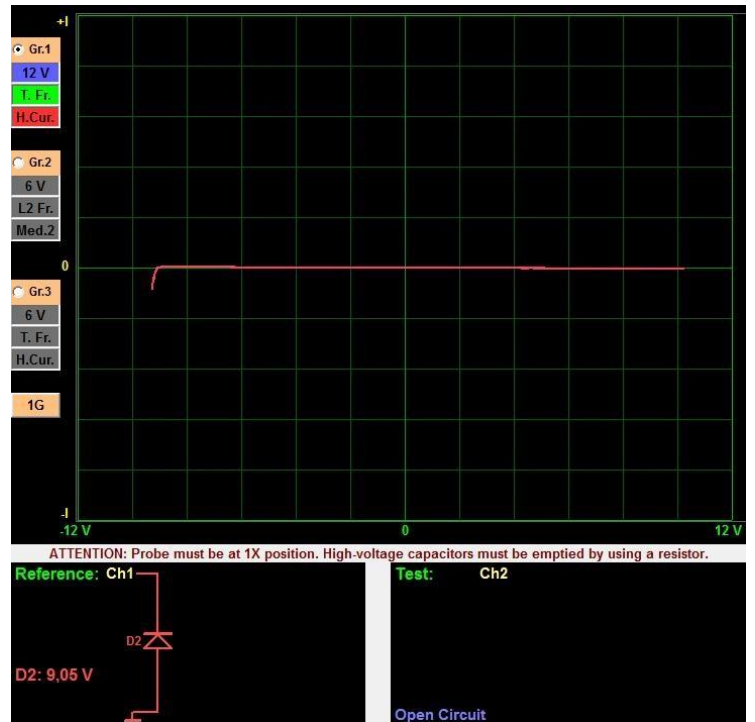 +I
Gr.1
12 V
T. Fr.
H.Cur.
Gr.2
6 V
L2 Fr.
Med.2
0
Gr.3
6 V
T. Fr.
H.Cur.
1G
-I
-12 V 0 12 V
ATTENTION: Probe must be at 1X position. High-voltage capacitors must be emptied by using a resistor.
Reference: Ch1
Test: Ch2
D2
D2: 9,05 V
Open Circuit